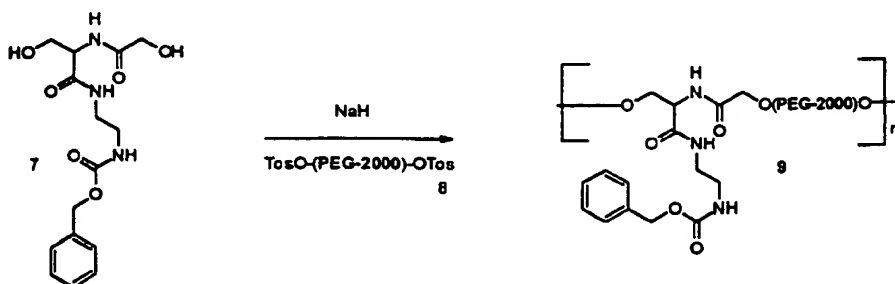 H
HO
N
OH
O
O
NH
NH
O
O
7
NaH
TosO-(PEG-2000)-OTos
8
H
O
N
O(PEG-2000)O
n
O
O
NH
9
O
NH
O